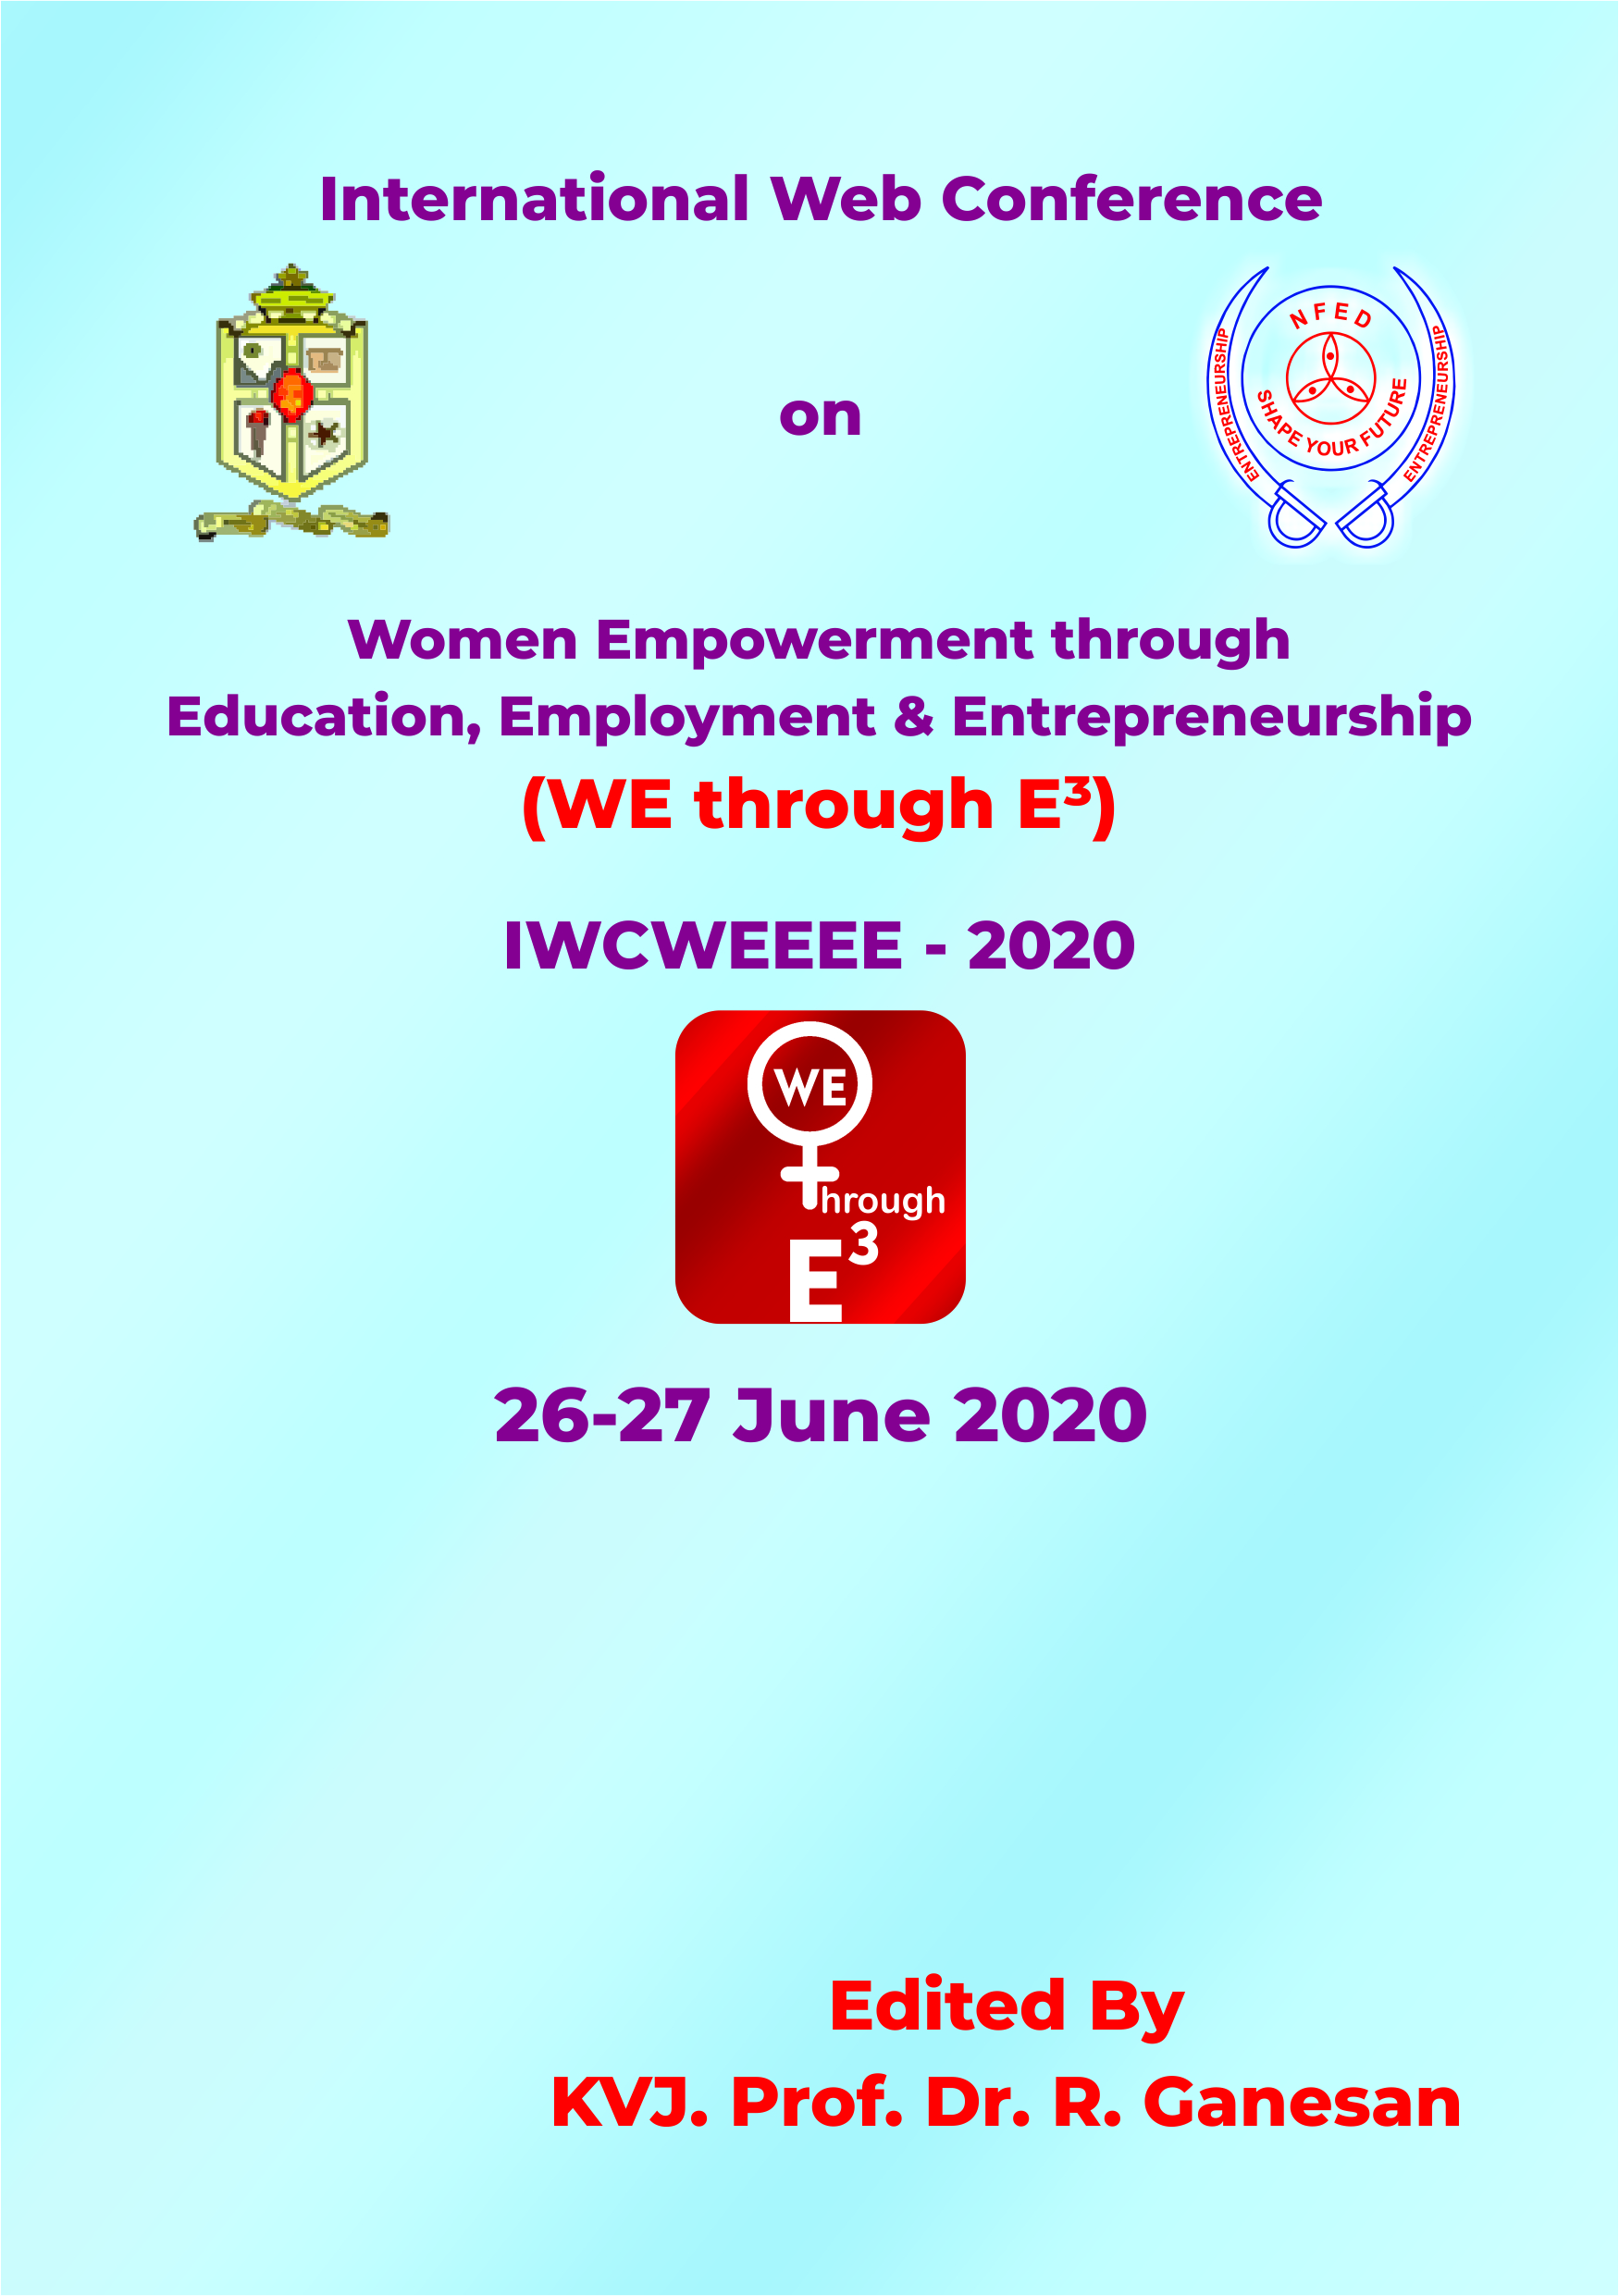 International Web Conference
on
NFED
SHAPE YOUR FUTURE
ENTREPRENEURSHIP
ENTREPRENEURSHIP
Women Empowerment through
Education, Employment & Entrepreneurship
(WE through E³)
IWCWEEEE - 2020
WE
hrough
E³
26-27 June 2020
Edited By
KVJ. Prof. Dr. R. Ganesan